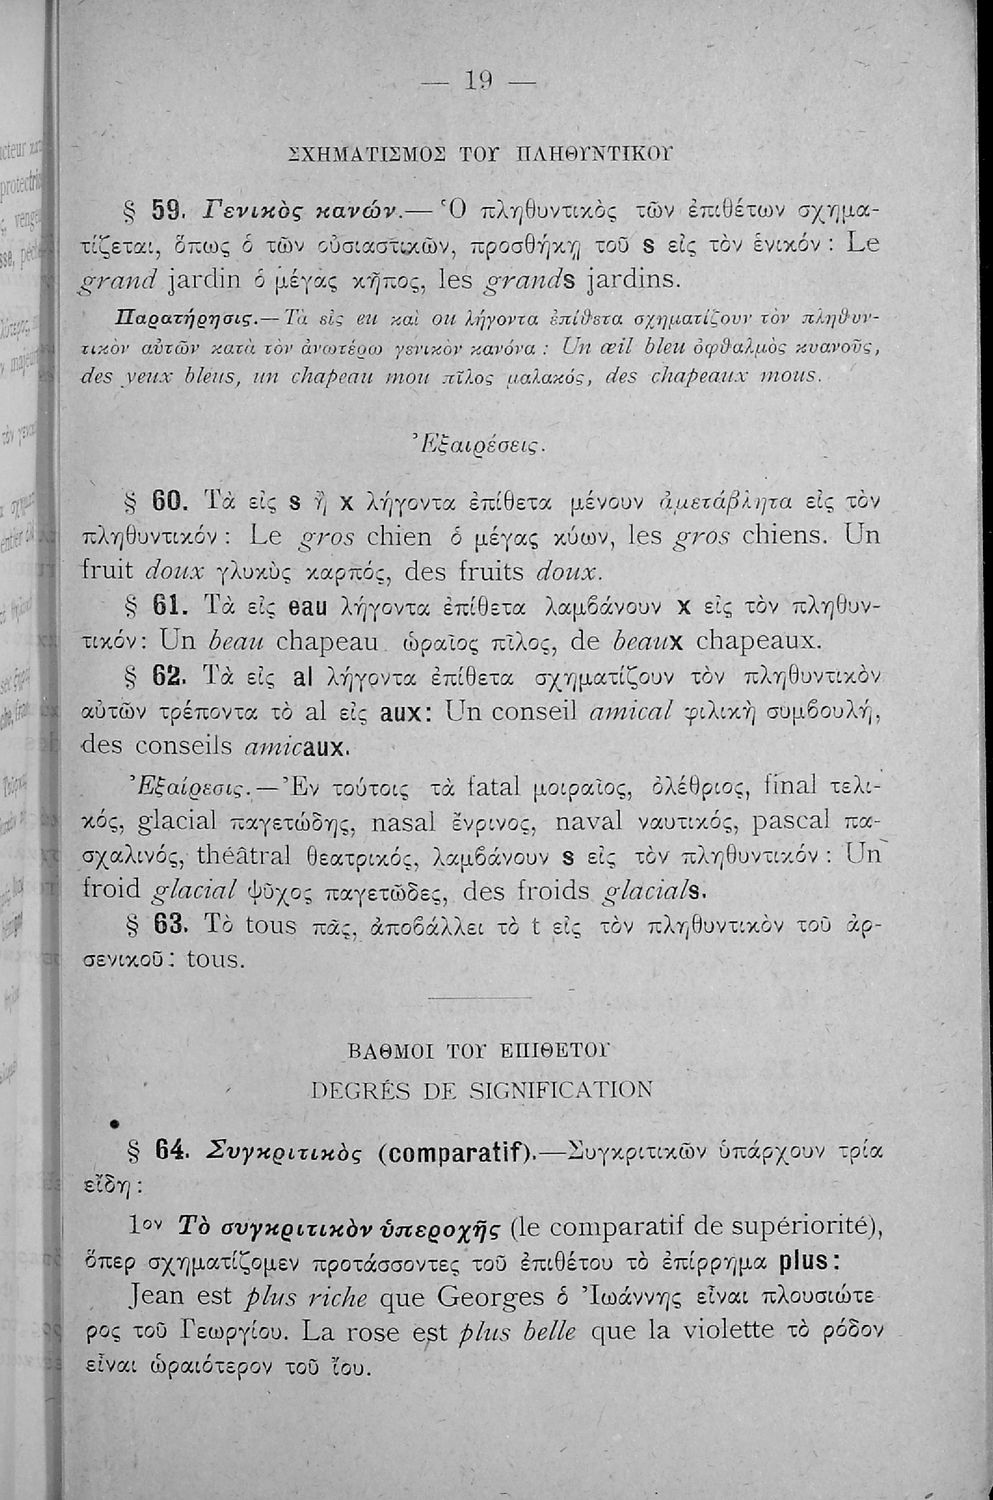 — 19 —
ΣΧΗΜΑΤΙΣΜΟΣ ΤΟΥ ΠΛΗΘΥΝΤΙΚΟΥ
§ 59. Γενικὸς κανών.— Ὁ πληθυντικὸς τῶν ἐπιθέτων σχημα-
τίζεται, ὅπως ὁ τῶν οὐσιαστικῶν, προσθήκῃ τοῦ s εἰς τὸν ἑνικόν : Le
grand jardin ὁ μέγας κῆπος, les grands jardins.
Παρατήρησις.— Τὰ εἰς eu καὶ ou λήγοντα ἐπίθετα σχηματίζουν τὸν πληθυν-
τικὸν αὐτῶν κατὰ τὸν ἀνωτέρω γενικὸν κανόνα : Un œil bleu ὀφθαλμὸς κυανοῦς,
des yeux bleus, un chapeau mou πῖλος μαλακός, des chapeaux mous.
Ἐξαιρέσεις.
§ 60. Τὰ εἰς s ἢ x λήγοντα ἐπίθετα μένουν ἀμετάβλητα εἰς τὸν
πληθυντικόν : Le gros chien ὁ μέγας κύων, les gros chiens. Un
fruit doux γλυκὺς καρπός, des fruits doux.
§ 61. Τὰ εἰς eau λήγοντα ἐπίθετα λαμβάνουν x εἰς τὸν πληθυν-
τικόν: Un beau chapeau ὡραῖος πῖλος, de beaux chapeaux.
§ 62. Τὰ εἰς al λήγοντα ἐπίθετα σχηματίζουν τὸν πληθυντικὸν
αὐτῶν τρέποντα τὸ al εἰς aux: Un conseil amical φιλικὴ συμβουλή,
des conseils amicaux.
Ἐξαίρεσις.— Ἐν τούτοις τὰ fatal μοιραῖος, ὀλέθριος, final τελι-
κός, glacial παγετώδης, nasal ἔνρινος, naval ναυτικός, pascal πα-
σχαλινός, théâtral θεατρικός, λαμβάνουν s εἰς τὸν πληθυντικόν : Un
froid glacial ψῦχος παγετῶδες, des froids glacials.
§ 63. Τὸ tous πᾶς, ἀποβάλλει τὸ t εἰς τὸν πληθυντικὸν τοῦ ἀρ-
σενικοῦ: tous.
ΒΑΘΜΟΙ ΤΟΥ ΕΠΙΘΕΤΟΥ
DEGRÉS DE SIGNIFICATION
§ 64. Συγκριτικὸς (comparatif).—Συγκριτικῶν ὑπάρχουν τρία
εἴδη :
1ον Τὸ συγκριτικὸν ὑπεροχῆς (le comparatif de supériorité),
ὅπερ σχηματίζομεν προτάσσοντες τοῦ ἐπιθέτου τὸ ἐπίρρημα plus:
Jean est plus riche que Georges ὁ Ἰωάννης εἶναι πλουσιώτε
ρος τοῦ Γεωργίου. La rose est plus belle que la violette τὸ ρόδον
εἶναι ὡραιότερον τοῦ ἴου.